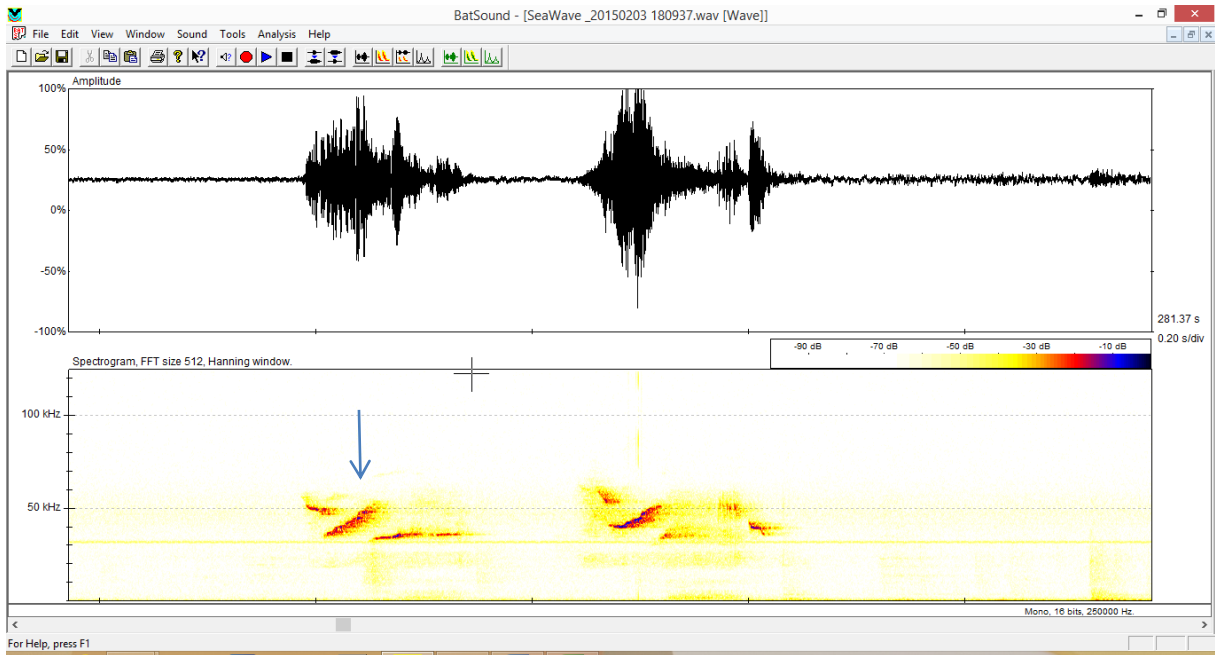 BatSound - [SeaWave _20150203 180937.wav [Wave]]
File Edit View Window Sound Tools Analysis Help
Amplitude
100%
50%
0%
-50%
-100%
281.37 s
0.20 s/div
Spectrogram, FFT size 512, Hanning window.
-90 dB -70 dB -50 dB -30 dB -10 dB
100 kHz
50 kHz
Mono, 16 bits, 250000 Hz.
For Help, press F1